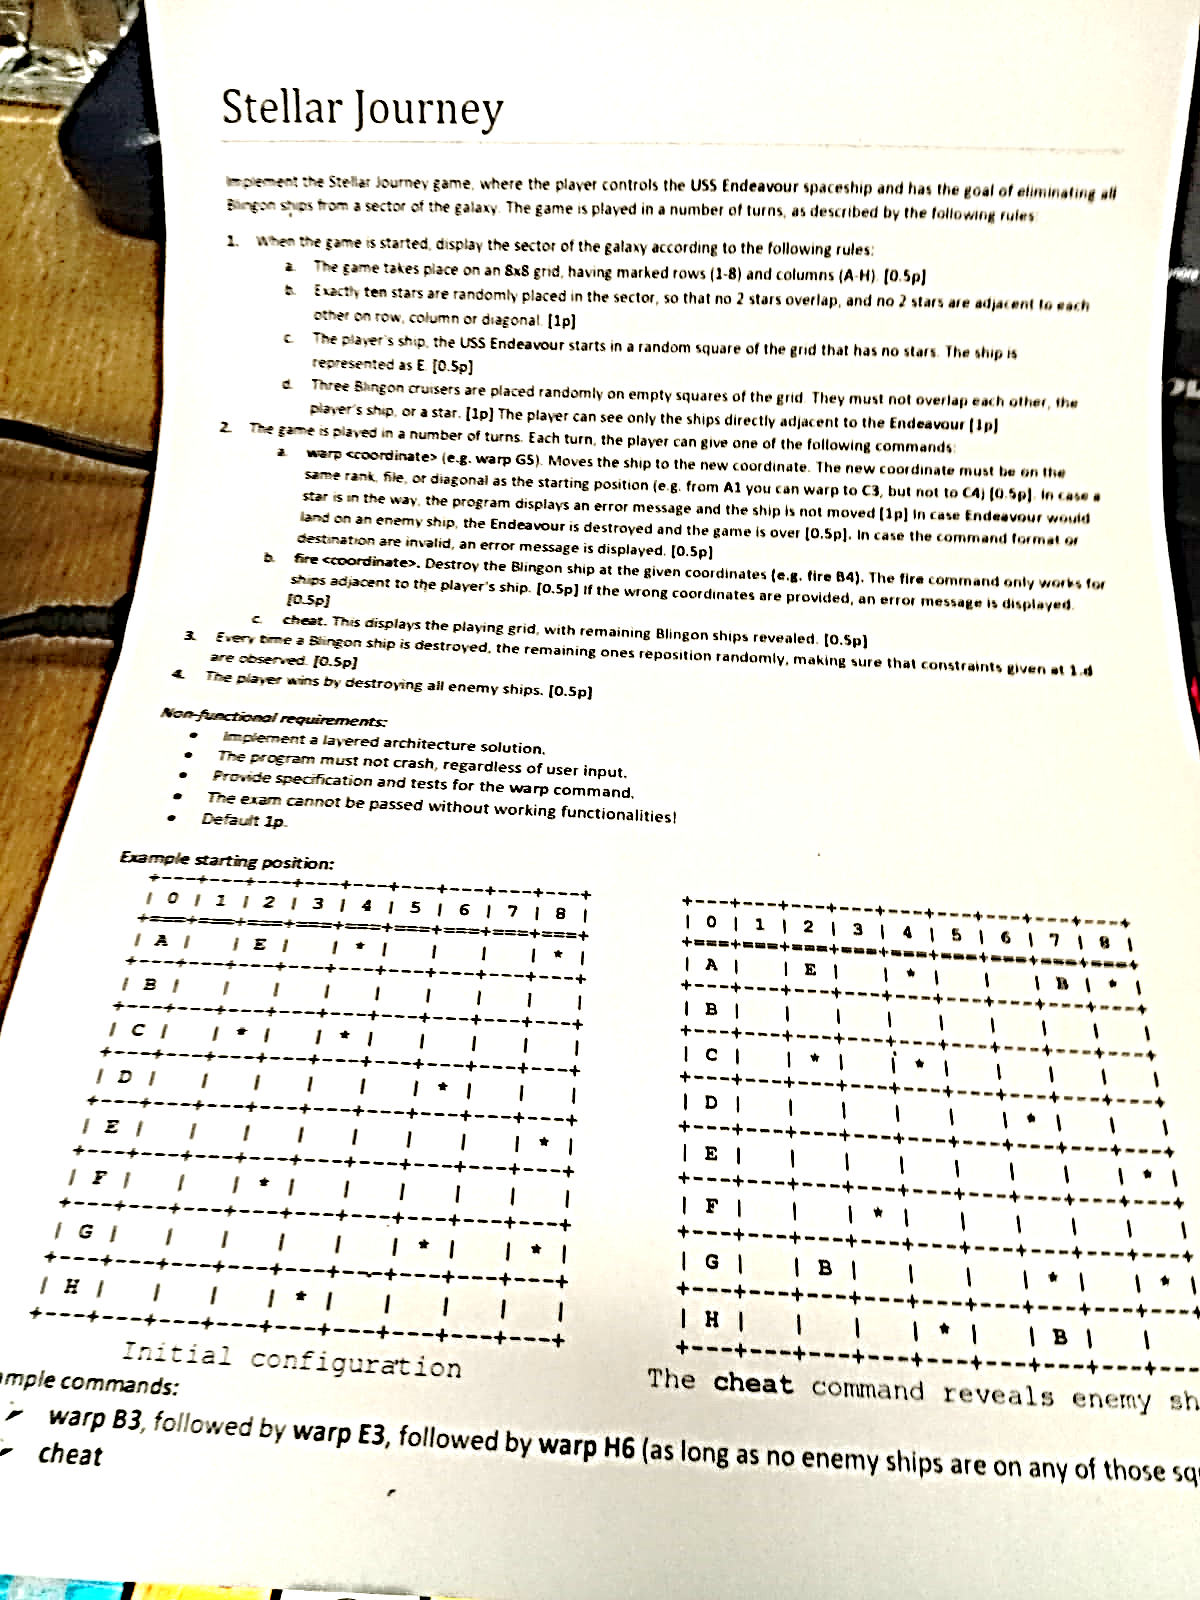 Stellar Journey
Implement the Stellar Journey game, where the player controls the USS Endeavour spaceship and has the goal of eliminating all
Blingon ships from a sector of the galaxy. The game is played in a number of turns, as described by the following rules:
1. When the game is started, display the sector of the galaxy according to the following rules:
a. The game takes place on an 8x8 grid, having marked rows (1-8) and columns (A-H). [0.5p]
b. Exactly ten stars are randomly placed in the sector, so that no 2 stars overlap, and no 2 stars are adjacent to each
other on row, column or diagonal. [1p]
c. The player's ship, the USS Endeavour starts in a random square of the grid that has no stars. The ship is
represented as E. [0.5p]
d. Three Blingon cruisers are placed randomly on empty squares of the grid. They must not overlap each other, the
player's ship, or a star. [1p] The player can see only the ships directly adjacent to the Endeavour [1p]
2. The game is played in a number of turns. Each turn, the player can give one of the following commands:
a. warp <coordinate> (e.g. warp G5). Moves the ship to the new coordinate. The new coordinate must be on the
same rank, file, or diagonal as the starting position (e.g. from A1 you can warp to C3, but not to C4) [0.5p]. In case a
star is in the way, the program displays an error message and the ship is not moved [1p] In case Endeavour would
land on an enemy ship, the Endeavour is destroyed and the game is over [0.5p]. In case the command format or
destination are invalid, an error message is displayed. [0.5p]
b. fire <coordinate>. Destroy the Blingon ship at the given coordinates (e.g. fire B4). The fire command only works for
ships adjacent to the player's ship. [0.5p] If the wrong coordinates are provided, an error message is displayed.
[0.5p]
c. cheat. This displays the playing grid, with remaining Blingon ships revealed. [0.5p]
3. Every time a Blingon ship is destroyed, the remaining ones reposition randomly, making sure that constraints given at 1.d
are observed. [0.5p]
4. The player wins by destroying all enemy ships. [0.5p]
Non-functional requirements:
• Implement a layered architecture solution.
• The program must not crash, regardless of user input.
• Provide specification and tests for the warp command.
• The exam cannot be passed without working functionalities!
• Default 1p.
Example starting position:
+---+---+---+---+---+---+---+---+---+
| 0 | 1 | 2 | 3 | 4 | 5 | 6 | 7 | 8 |
+===+===+===+===+===+===+===+===+===+
| A |   | E |   | * |   |   |   | * |
+---+---+---+---+---+---+---+---+---+
| B |   |   |   |   |   |   |   |   |
+---+---+---+---+---+---+---+---+---+
| C |   | * |   | * |   |   |   |   |
+---+---+---+---+---+---+---+---+---+
| D |   |   |   |   |   | * |   |   |
+---+---+---+---+---+---+---+---+---+
| E |   |   |   |   |   |   |   | * |
+---+---+---+---+---+---+---+---+---+
| F |   |   | * |   |   |   |   |   |
+---+---+---+---+---+---+---+---+---+
| G |   |   |   |   |   | * |   | * |
+---+---+---+---+---+---+---+---+---+
| H |   |   |   | * |   |   |   |   |
+---+---+---+---+---+---+---+---+---+
Initial configuration
+---+---+---+---+---+---+---+---+---+
| 0 | 1 | 2 | 3 | 4 | 5 | 6 | 7 | 8 |
+===+===+===+===+===+===+===+===+===+
| A |   | E |   | * |   |   | B | * |
+---+---+---+---+---+---+---+---+---+
| B |   |   |   |   |   |   |   |   |
+---+---+---+---+---+---+---+---+---+
| C |   | * |   | * |   |   |   |   |
+---+---+---+---+---+---+---+---+---+
| D |   |   |   |   |   | * |   |   |
+---+---+---+---+---+---+---+---+---+
| E |   |   |   |   |   |   |   | * |
+---+---+---+---+---+---+---+---+---+
| F |   |   | * |   |   |   |   |
+---+---+---+---+---+---+---+---+---+
| G |   | B |   |   |   | * |   | *
+---+---+---+---+---+---+---+---+---+
| H |   |   |   | * |   | B |   |
+---+---+---+---+---+---+---+---+---
The cheat command reveals enemy sh
mple commands:
warp B3, followed by warp E3, followed by warp H6 (as long as no enemy ships are on any of those sq
cheat